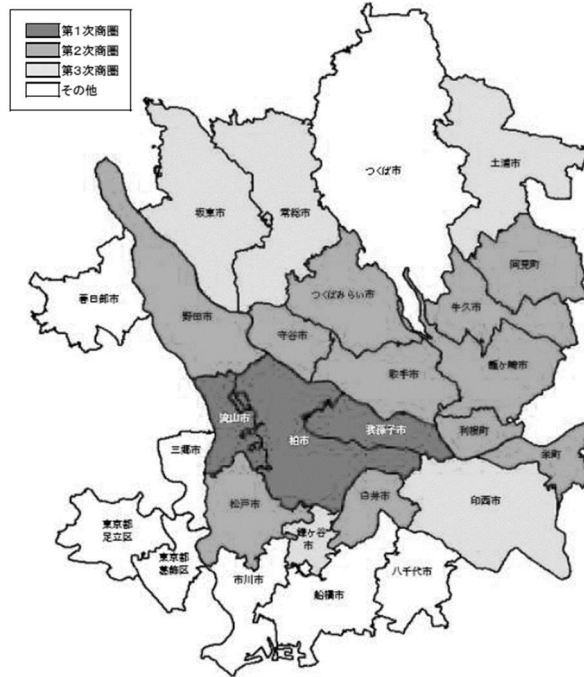 第1次商圏
第2次商圏
第3次商圏
その他
つくば市
土浦市
坂東市
常総市
阿見町
春日部市
つくばみらい市
牛久市
野田市
守谷市
取手市
龍ヶ崎市
流山市
柏市
我孫子市
利根町
栄町
三郷市
松戸市
白井市
印西市
東京都
足立区
鎌ヶ谷
市
東京都
葛飾区
市川市
船橋市
八千代市